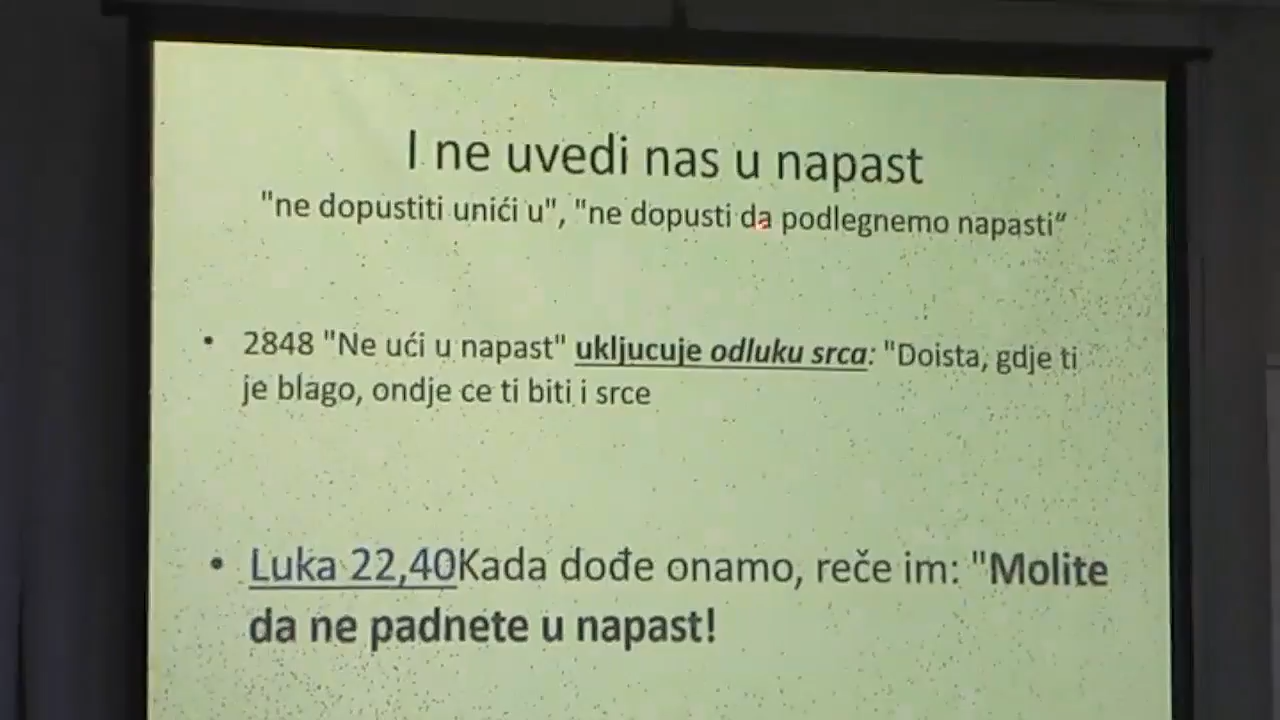 I ne uvedi nas u napast
"ne dopustiti unići u", "ne dopusti da podlegnemo napasti“
• 2848 "Ne ući u napast" ukljucuje odluku srca: "Doista, gdje ti
je blago, ondje ce ti biti i srce
• Luka 22,40Kada dođe onamo, reče im: "Molite
da ne padnete u napast!